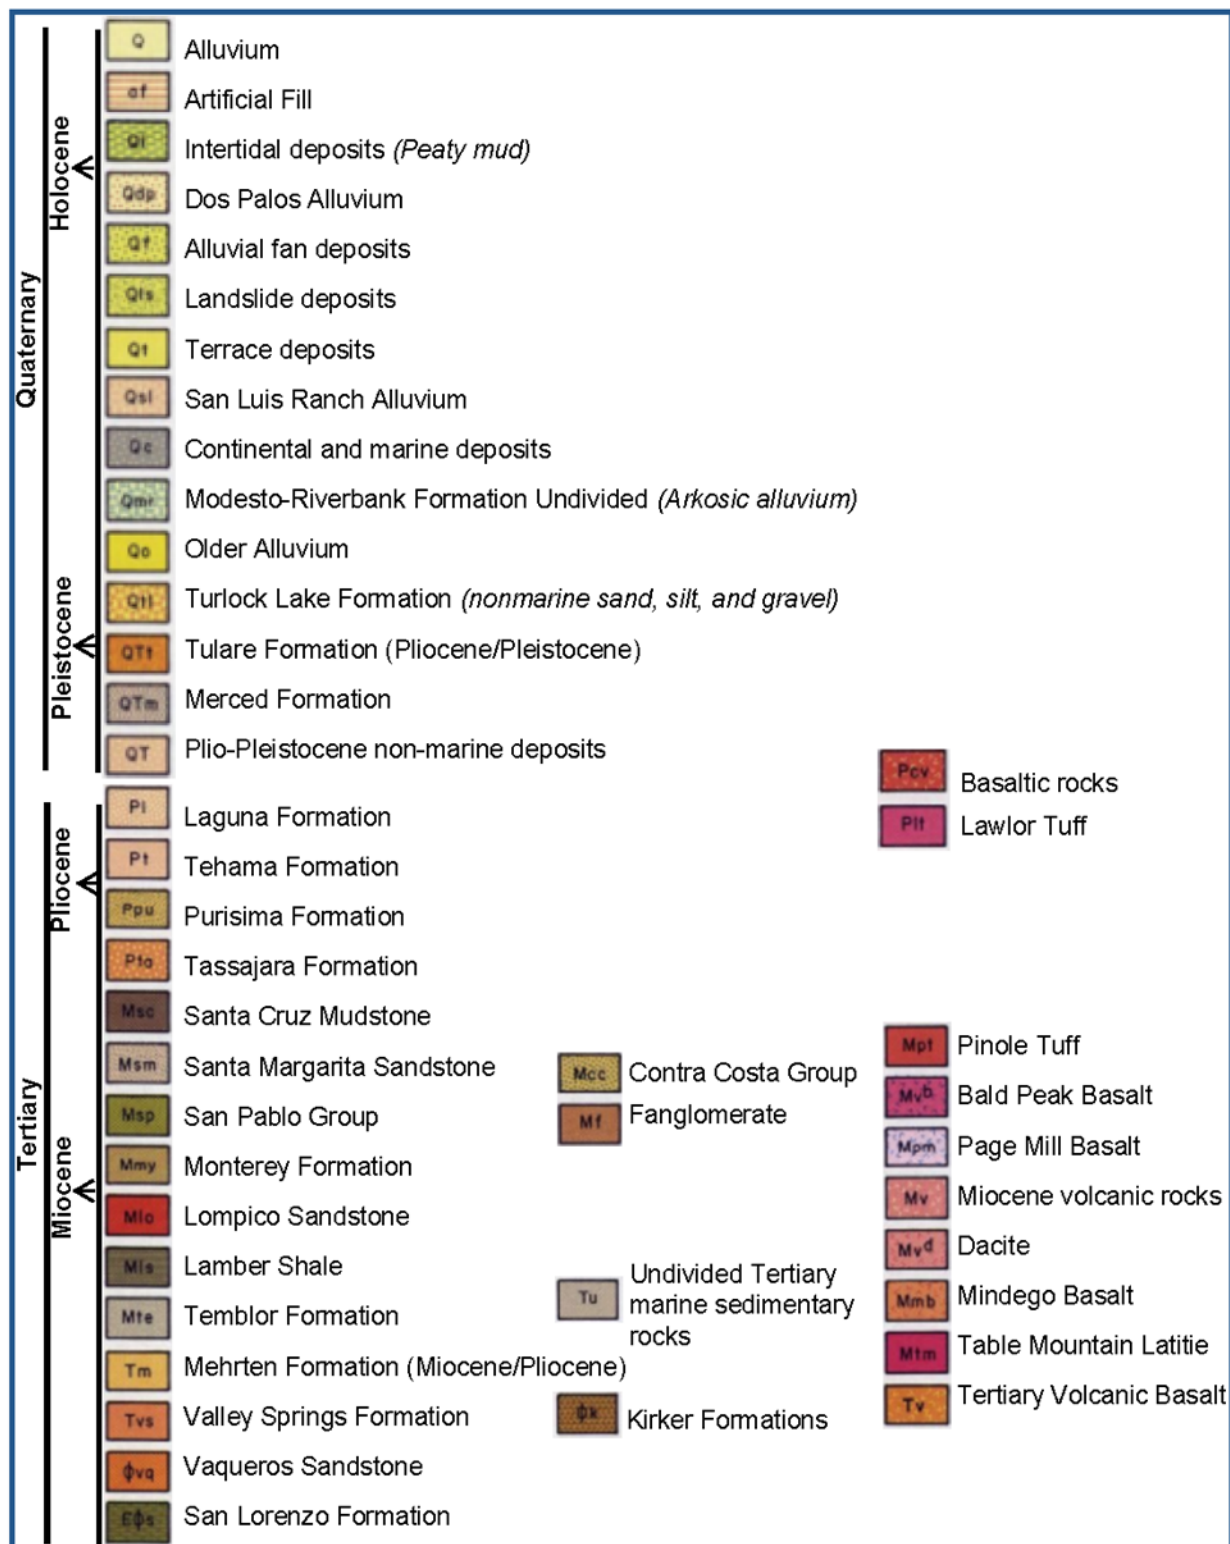 Quaternary
Holocene
Q Alluvium
af Artificial Fill
Qi Intertidal deposits (Peaty mud)
Qdp Dos Palos Alluvium
Qf Alluvial fan deposits
Qls Landslide deposits
Qt Terrace deposits
Qsl San Luis Ranch Alluvium
Qc Continental and marine deposits
Qmr Modesto-Riverbank Formation Undivided (Arkosic alluvium)
Qo Older Alluvium
Pleistocene
Qtl Turlock Lake Formation (nonmarine sand, silt, and gravel)
QTt Tulare Formation (Pliocene/Pleistocene)
QTm Merced Formation
QT Plio-Pleistocene non-marine deposits
Tertiary
Pliocene
Pl Laguna Formation
Pt Tehama Formation
Ppu Purisima Formation
Pta Tassajara Formation
Miocene
Msc Santa Cruz Mudstone
Msm Santa Margarita Sandstone
Msp San Pablo Group
Mmy Monterey Formation
Mlo Lompico Sandstone
Mls Lamber Shale
Mte Temblor Formation
Tm Mehrten Formation (Miocene/Pliocene)
Tvs Valley Springs Formation
ϕvq Vaqueros Sandstone
Eϕs San Lorenzo Formation
Mcc Contra Costa Group
Mf Fanglomerate
Tu Undivided Tertiary
marine sedimentary
rocks
ϕk Kirker Formations
Pcv Basaltic rocks
Plt Lawlor Tuff
Mpt Pinole Tuff
Mvb Bald Peak Basalt
Mpm Page Mill Basalt
Mv Miocene volcanic rocks
Mvd Dacite
Mmb Mindego Basalt
Mtm Table Mountain Latitie
Tv Tertiary Volcanic Basalt